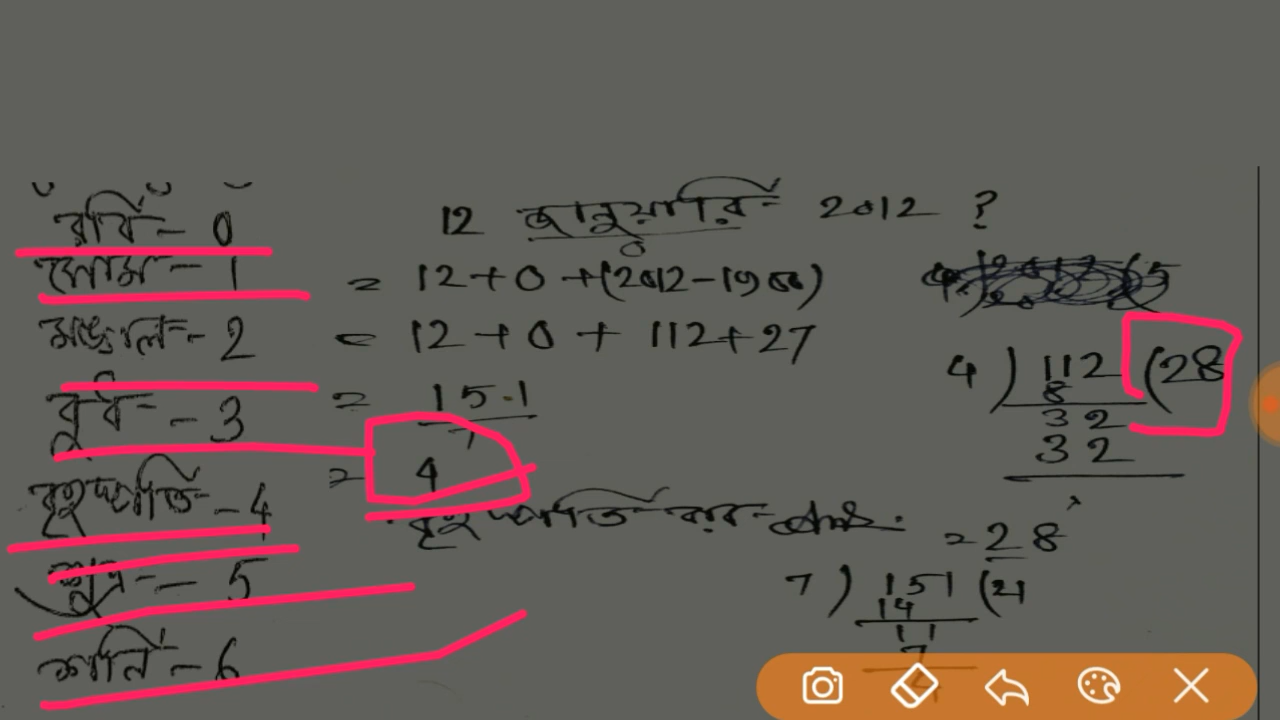 রবি - 0
সোম - 1
মঙ্গল - 2
বুধ - 3
বৃহস্পতি - 4
শুক্র - 5
শনি - 6
12 জানুয়ারি 2012 ?
0
= 12 + 0 + (2012 - 1900)
= 12 + 0 + 112 + 27
= 151
7
= 4
বৃহস্পতি বার Ans.
4 ) 112 ( 28
8
32
32
= 28
7 ) 151 ( 21
14
11
7
4